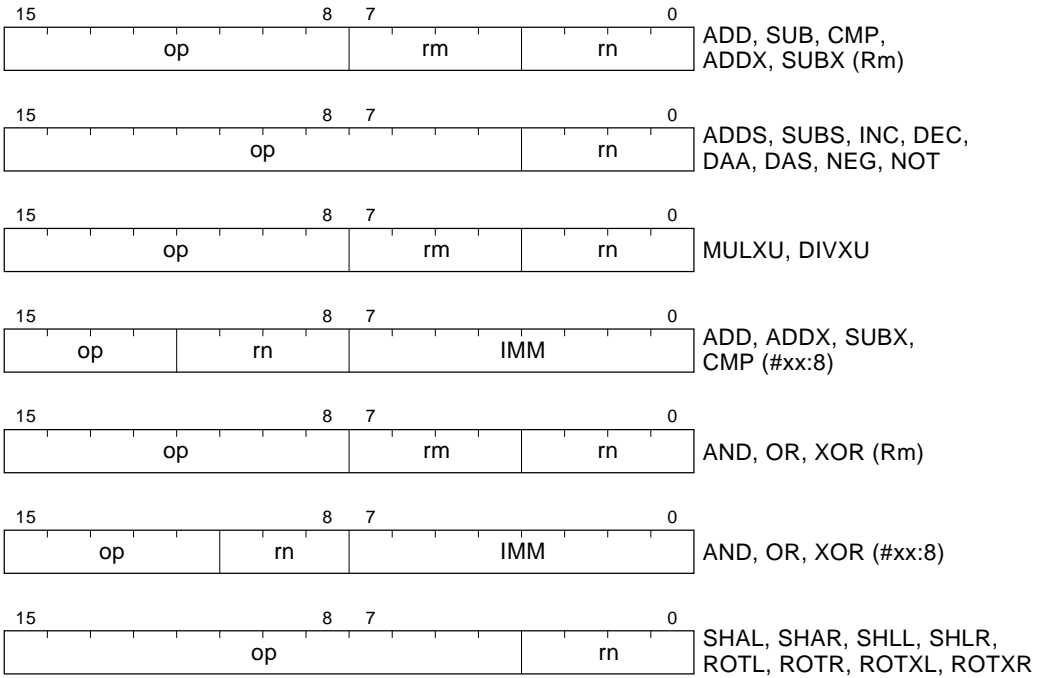 15 8 7 0
op rm rn
ADD, SUB, CMP,
ADDX, SUBX (Rm)
15 8 7 0
op rn
ADDS, SUBS, INC, DEC,
DAA, DAS, NEG, NOT
15 8 7 0
op rm rn
MULXU, DIVXU
15 8 7 0
op rn IMM
ADD, ADDX, SUBX,
CMP (#xx:8)
15 8 7 0
op rm rn
AND, OR, XOR (Rm)
15 8 7 0
op rn IMM
AND, OR, XOR (#xx:8)
15 8 7 0
op rn
SHAL, SHAR, SHLL, SHLR,
ROTL, ROTR, ROTXL, ROTXR